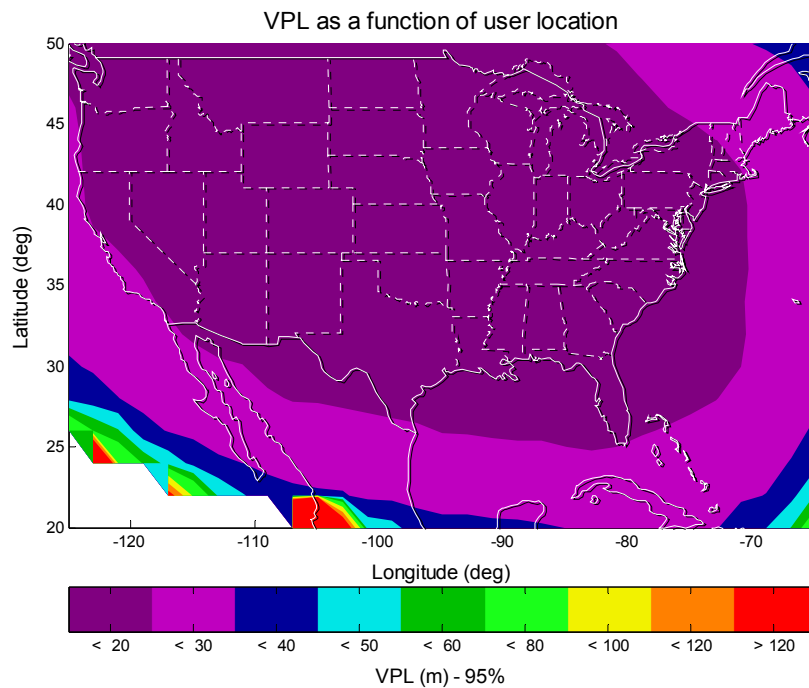 VPL as a function of user location
50
45
40
35
30
25
20
Latitude (deg)
-120 -110 -100 -90 -80 -70
Longitude (deg)
< 20 < 30 < 40 < 50 < 60 < 80 < 100 < 120 > 120
VPL (m) - 95%